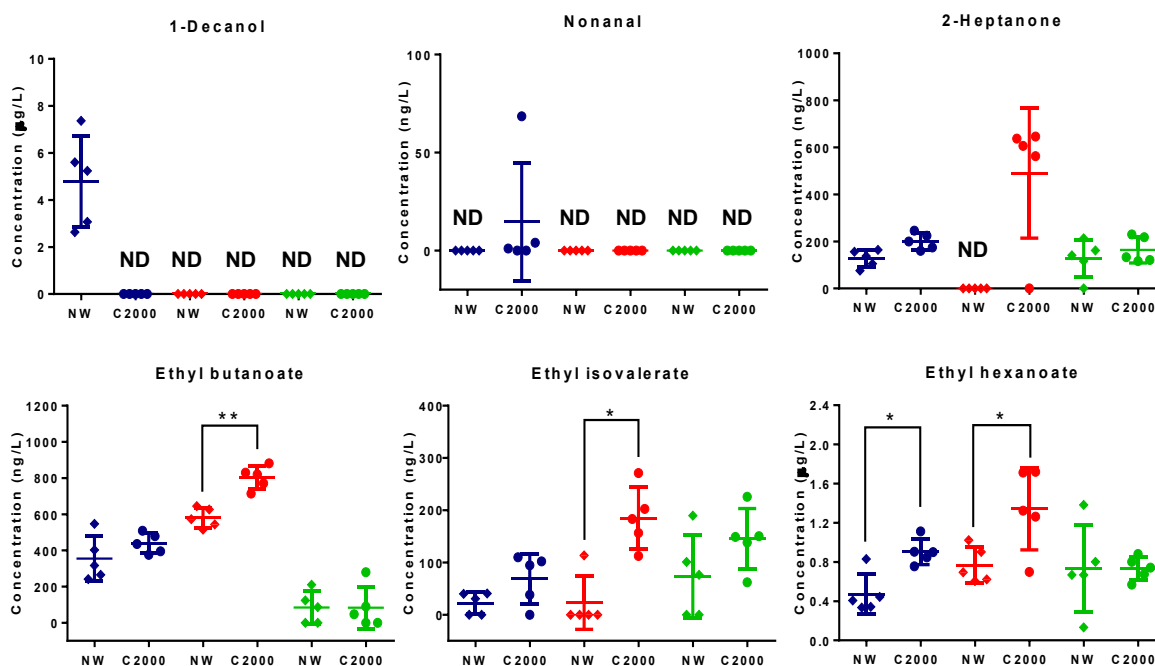 1-Decanol
Concentration (g/L)
10
8
6
4
2
0
ND
ND
ND
ND
ND
NW
C2000
NW
C2000
NW
C2000
Nonanal
Concentration (ng/L)
100
50
0
ND
ND
ND
ND
ND
NW
C2000
NW
C2000
NW
C2000
2-Heptanone
Concentration (ng/L)
1000
800
600
400
200
0
ND
NW
C2000
NW
C2000
NW
C2000
Ethyl butanoate
Concentration (ng/L)
1200
1000
800
600
400
200
0
**
NW
C2000
NW
C2000
NW
C2000
Ethyl isovalerate
Concentration (ng/L)
400
300
200
100
0
*
NW
C2000
NW
C2000
NW
C2000
Ethyl hexanoate
Concentration (g/L)
2.4
2.0
1.6
1.2
0.8
0.4
0.0
*
*
NW
C2000
NW
C2000
NW
C2000